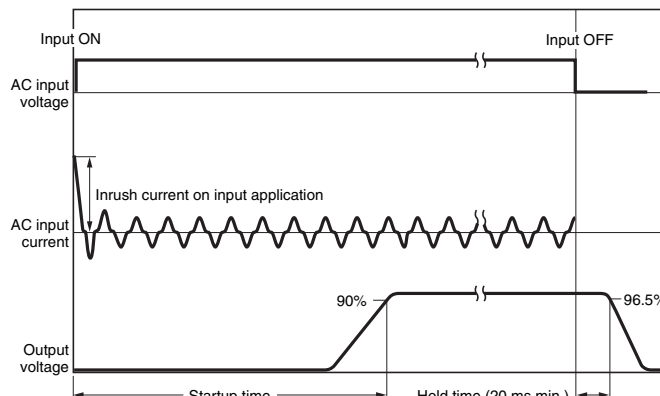 Input ON
Input OFF
AC input
voltage
Inrush current on input application
AC input
current
90%
96.5%
Output
voltage
Startup time
Hold time (20 ms min.)